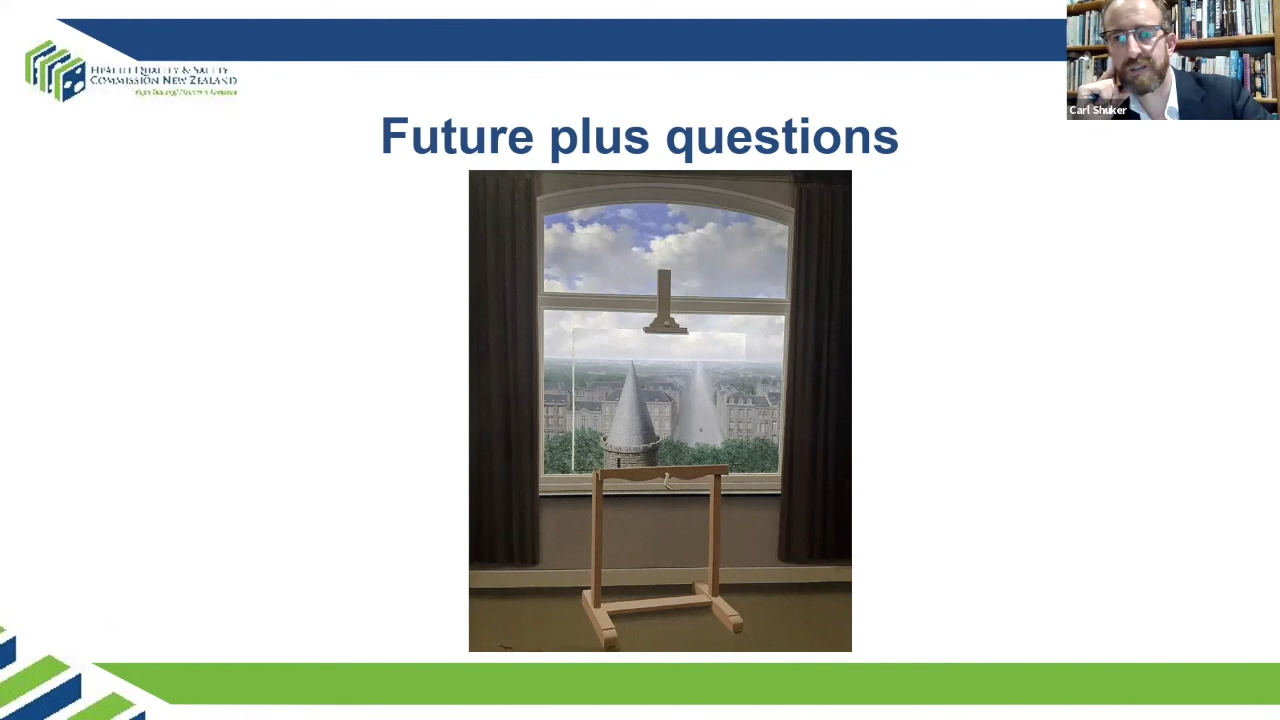 HEALTH QUALITY & SAFETY
COMMISSION NEW ZEALAND
Carl Shuker
Future plus questions